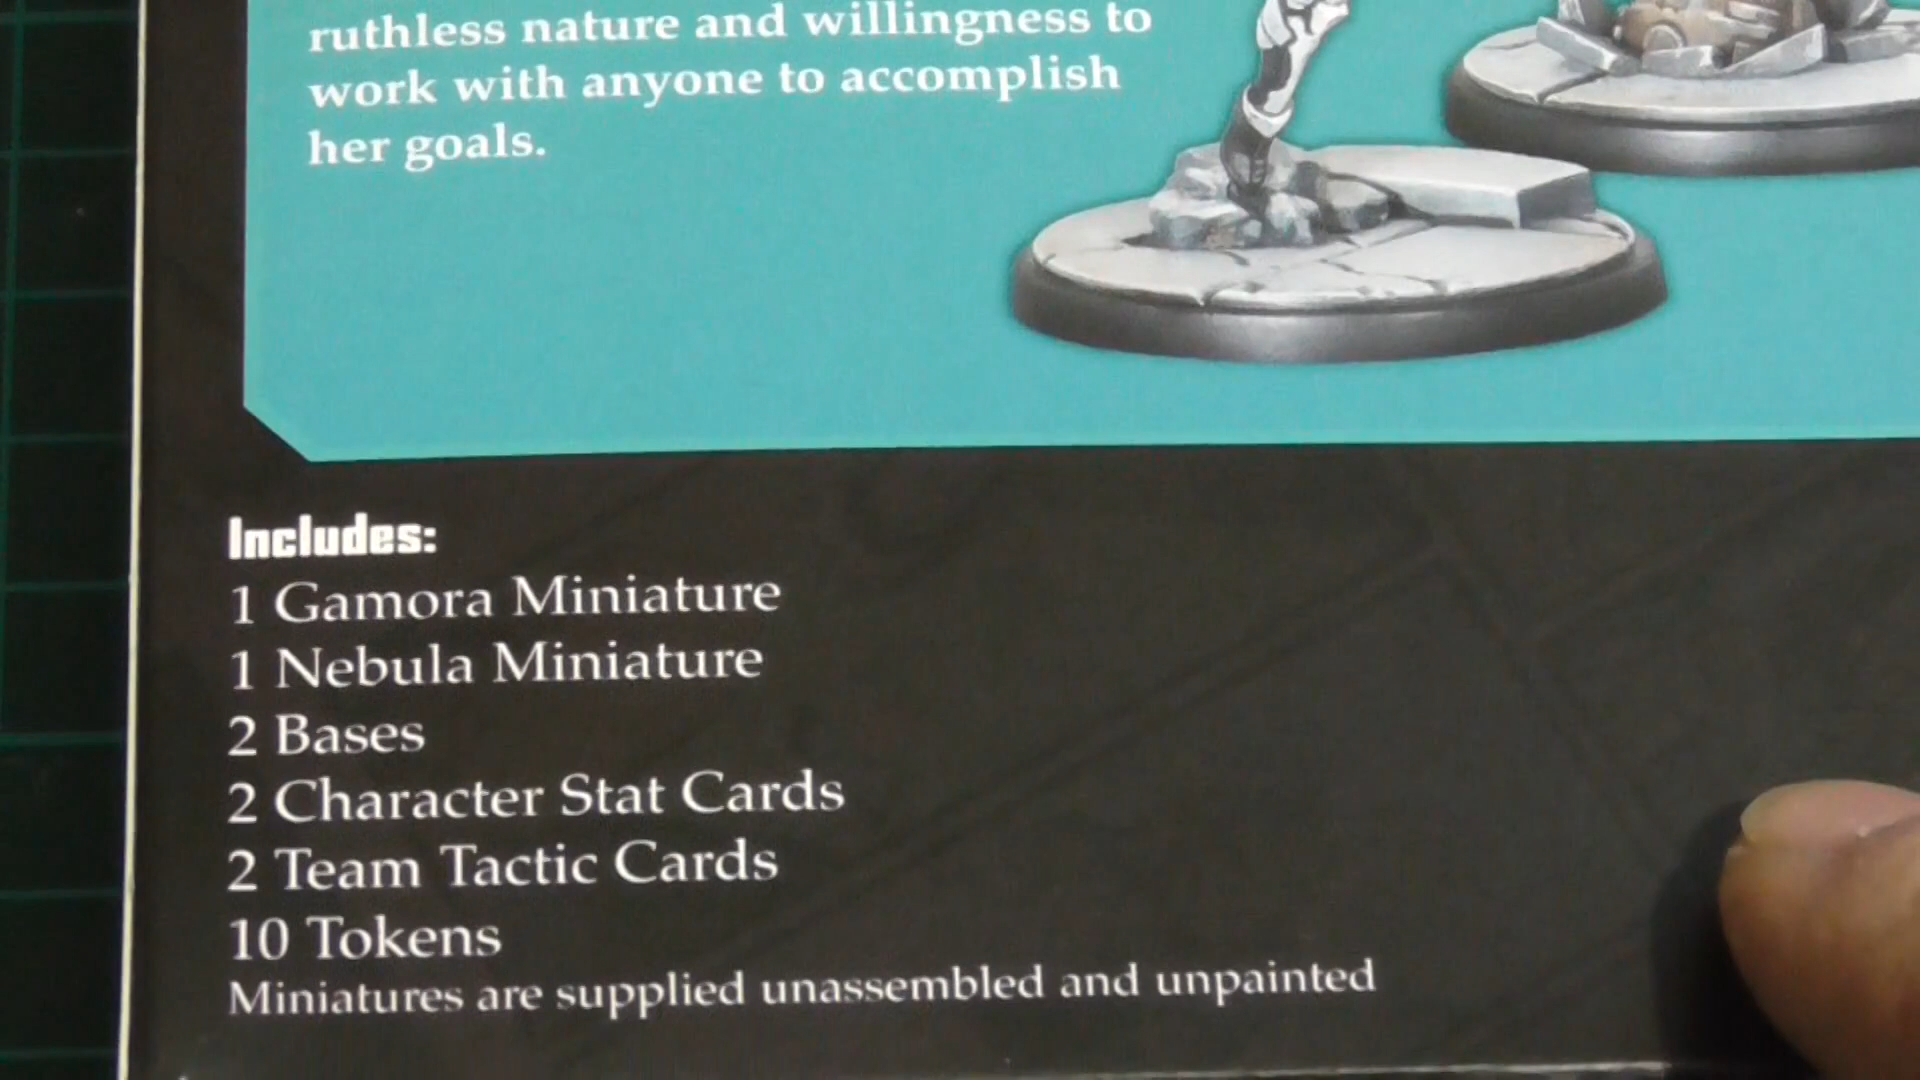 ruthless nature and willingness to
work with anyone to accomplish
her goals.
Includes:
1 Gamora Miniature
1 Nebula Miniature
2 Bases
2 Character Stat Cards
2 Team Tactic Cards
10 Tokens
Miniatures are supplied unassembled and unpainted